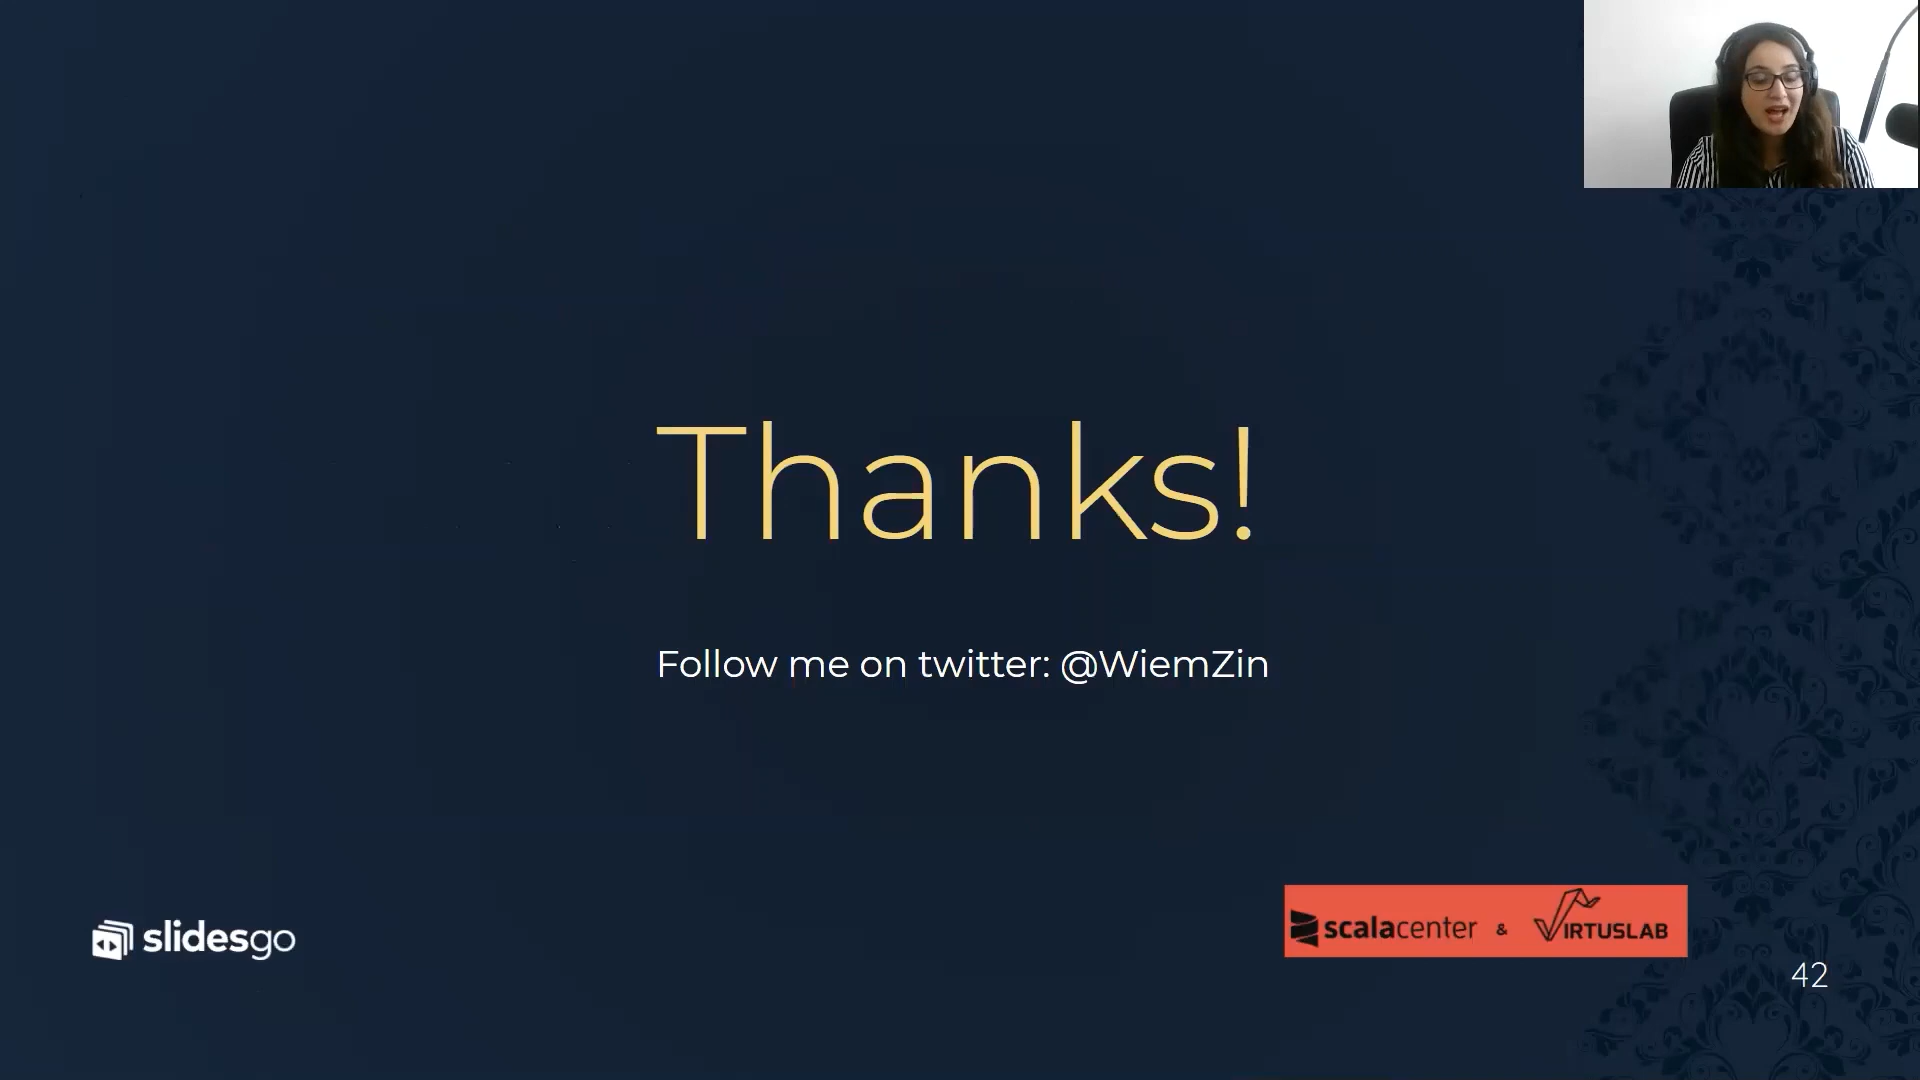 Thanks!
Follow me on twitter: @WiemZin
slidesgo
scalacenter & VIRTUSLAB
42